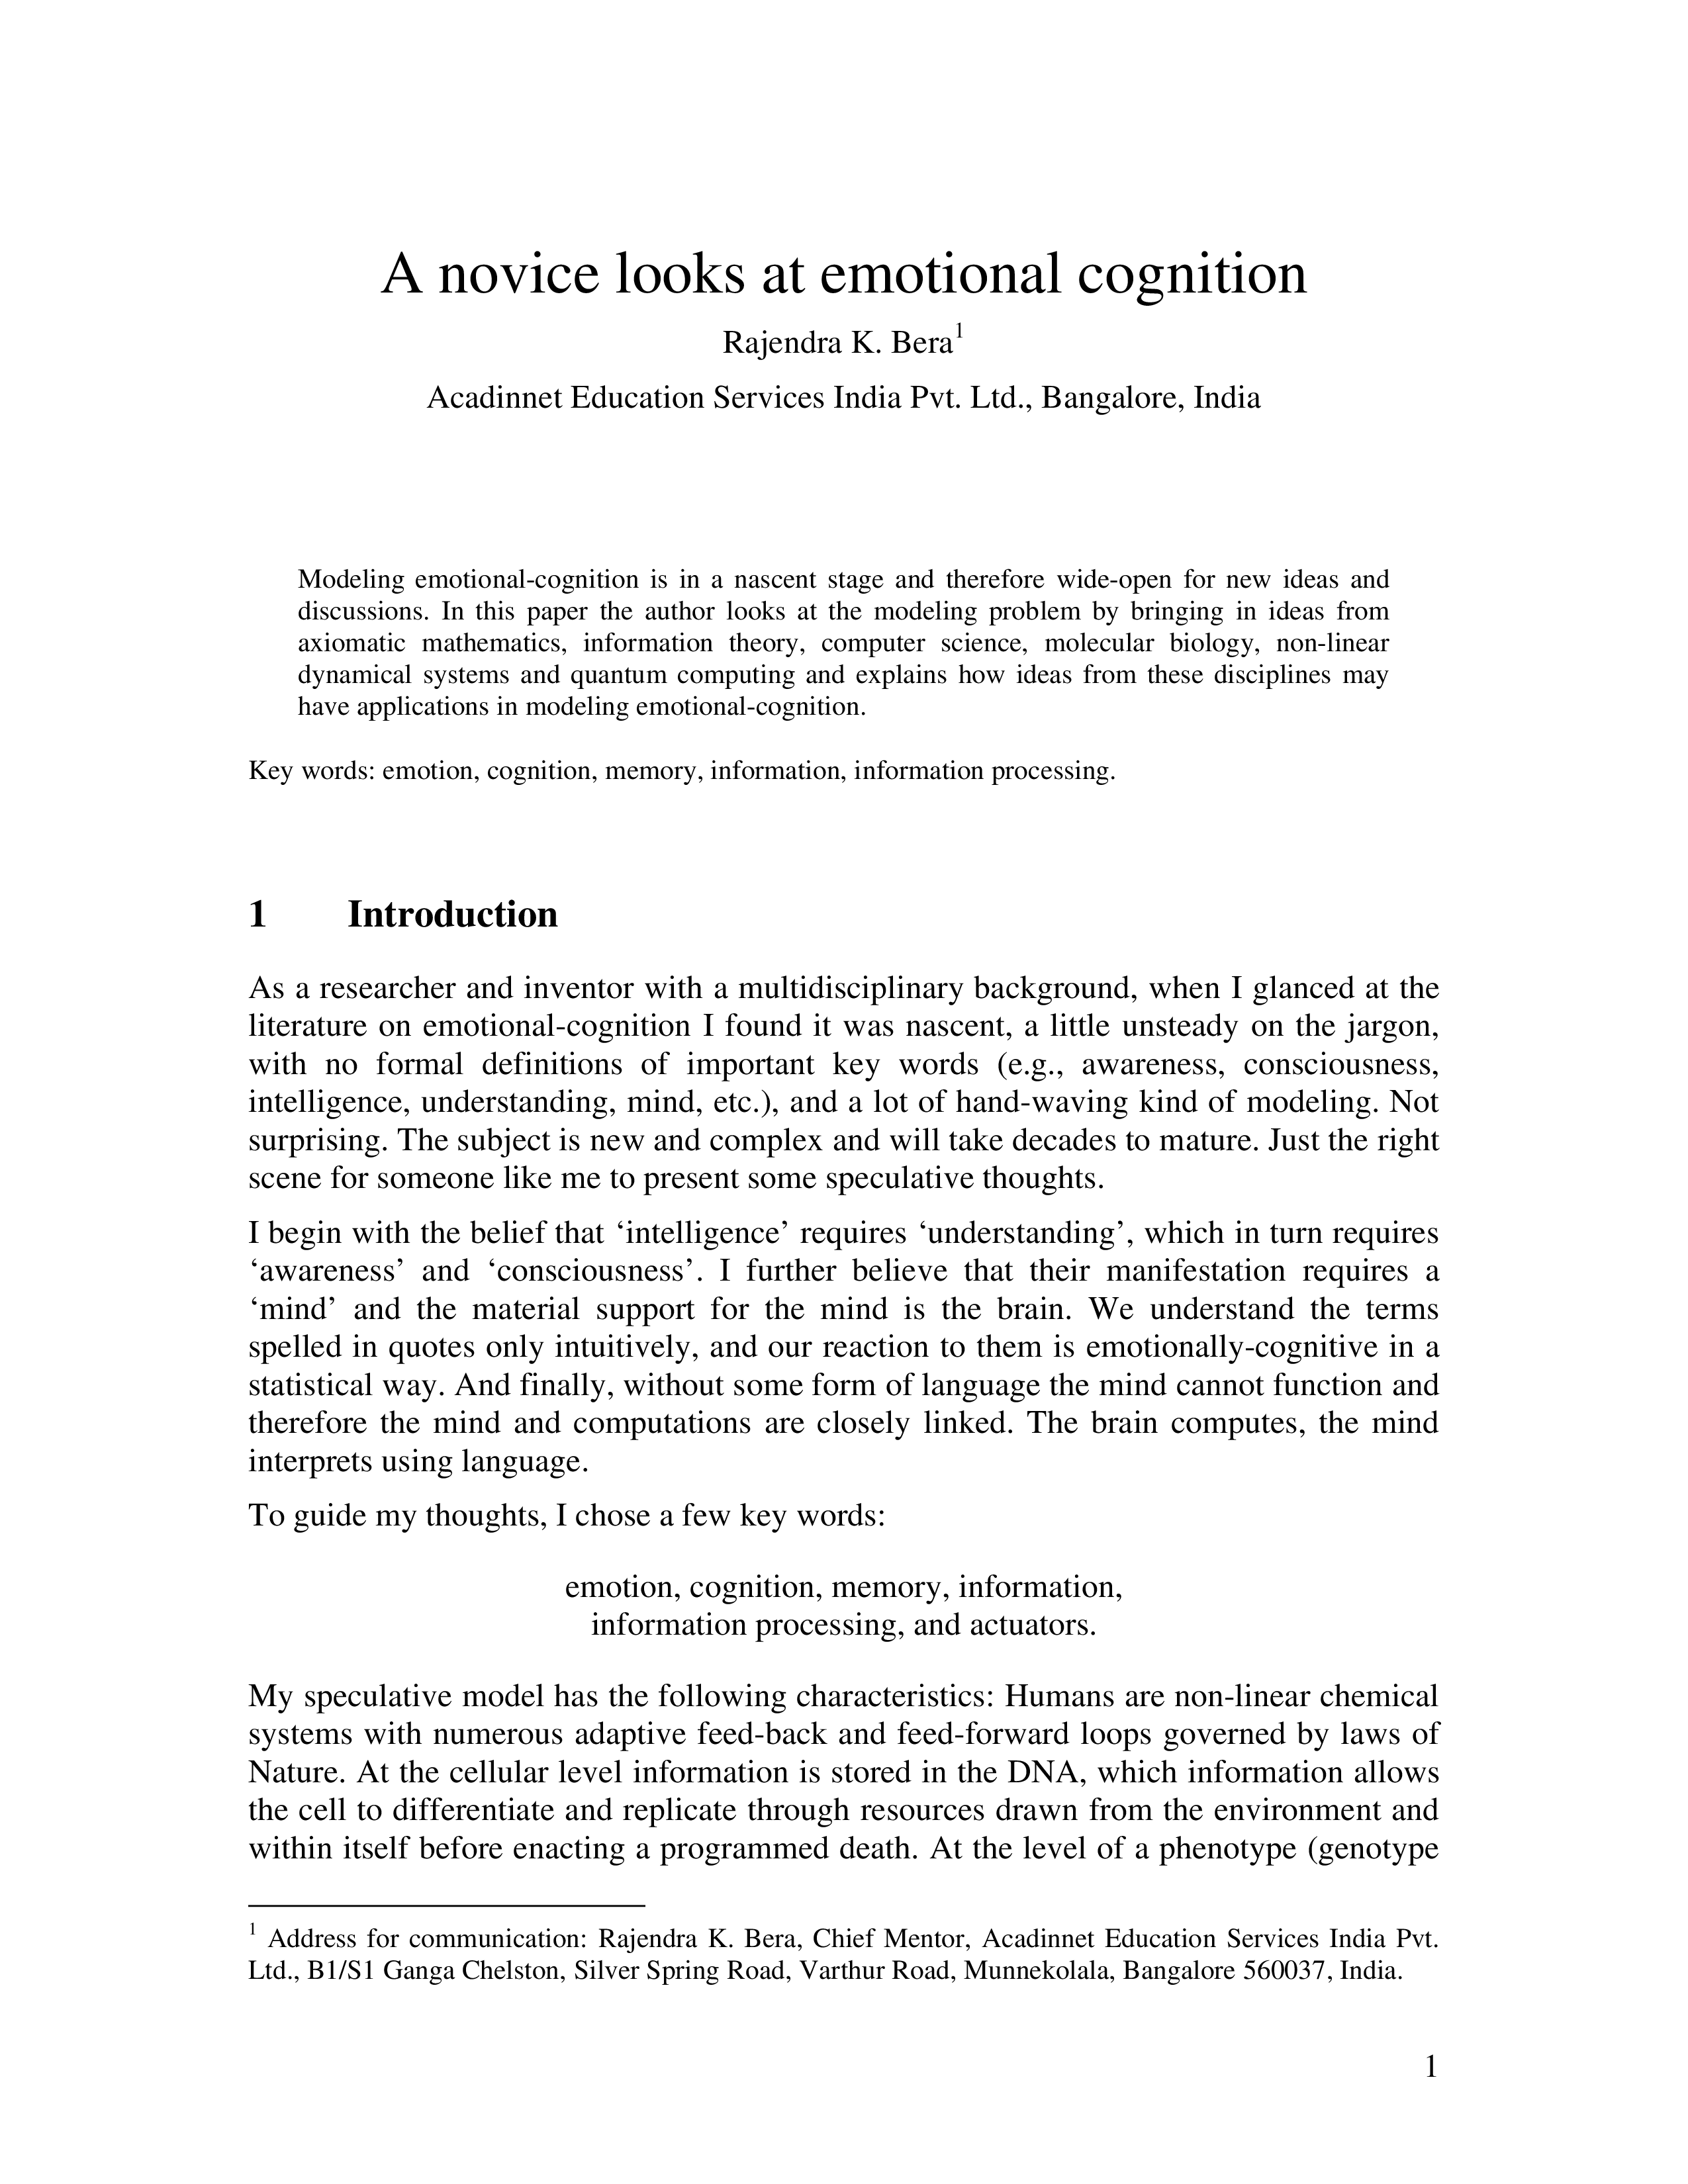 A novice looks at emotional cognition
Rajendra K. Bera1
Acadinnet Education Services India Pvt. Ltd., Bangalore, India
Modeling emotional-cognition is in a nascent stage and therefore wide-open for new ideas and
discussions. In this paper the author looks at the modeling problem by bringing in ideas from
axiomatic mathematics, information theory, computer science, molecular biology, non-linear
dynamical systems and quantum computing and explains how ideas from these disciplines may
have applications in modeling emotional-cognition.
Key words: emotion, cognition, memory, information, information processing.
1 Introduction
As a researcher and inventor with a multidisciplinary background, when I glanced at the
literature on emotional-cognition I found it was nascent, a little unsteady on the jargon,
with no formal definitions of important key words (e.g., awareness, consciousness,
intelligence, understanding, mind, etc.), and a lot of hand-waving kind of modeling. Not
surprising. The subject is new and complex and will take decades to mature. Just the right
scene for someone like me to present some speculative thoughts.
I begin with the belief that ‘intelligence’ requires ‘understanding’, which in turn requires
‘awareness’ and ‘consciousness’. I further believe that their manifestation requires a
‘mind’ and the material support for the mind is the brain. We understand the terms
spelled in quotes only intuitively, and our reaction to them is emotionally-cognitive in a
statistical way. And finally, without some form of language the mind cannot function and
therefore the mind and computations are closely linked. The brain computes, the mind
interprets using language.
To guide my thoughts, I chose a few key words:
emotion, cognition, memory, information,
information processing, and actuators.
My speculative model has the following characteristics: Humans are non-linear chemical
systems with numerous adaptive feed-back and feed-forward loops governed by laws of
Nature. At the cellular level information is stored in the DNA, which information allows
the cell to differentiate and replicate through resources drawn from the environment and
within itself before enacting a programmed death. At the level of a phenotype (genotype
1 Address for communication: Rajendra K. Bera, Chief Mentor, Acadinnet Education Services India Pvt.
Ltd., B1/S1 Ganga Chelston, Silver Spring Road, Varthur Road, Munnekolala, Bangalore 560037, India.
1